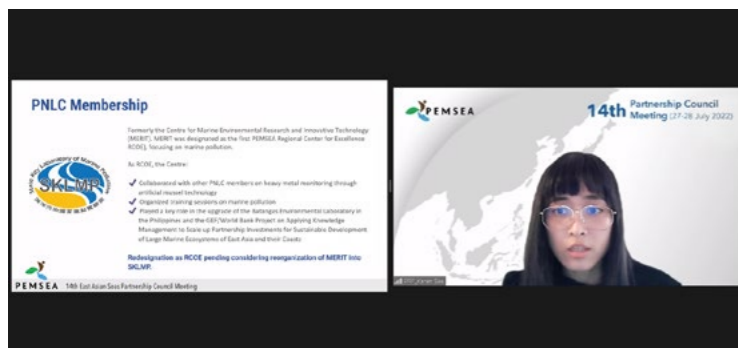 PNLC Membership
Formerly the Centre for Marine Environmental Research and Innovative Technology
(MERIT), MERIT was designated as the first PEMSEA Regional Center for Excellence
RCOE), focusing on marine pollution.
As RCOE, the Centre:
✓ Collaborated with other PNLC members on heavy metal monitoring through
artificial mussel technology
✓ Organized training sessions on marine pollution
✓ Played a key role in the upgrade of the Batangas Environmental Laboratory in
the Philippines and the GEF/World Bank Project on Applying Knowledge
Management to Scale up Partnership Investments for Sustainable Development
of Large Marine Ecosystems of East Asia and their Coasts
Redesignation as RCOE pending considering reorganization of MERIT into
SKLMP.
State Key Laboratory of Marine Pollution
SKLMP
PEMSEA 14th East Asian Seas Partnership Council Meeting
PEMSEA
14th Partnership Council
Meeting (27-28 July 2022)